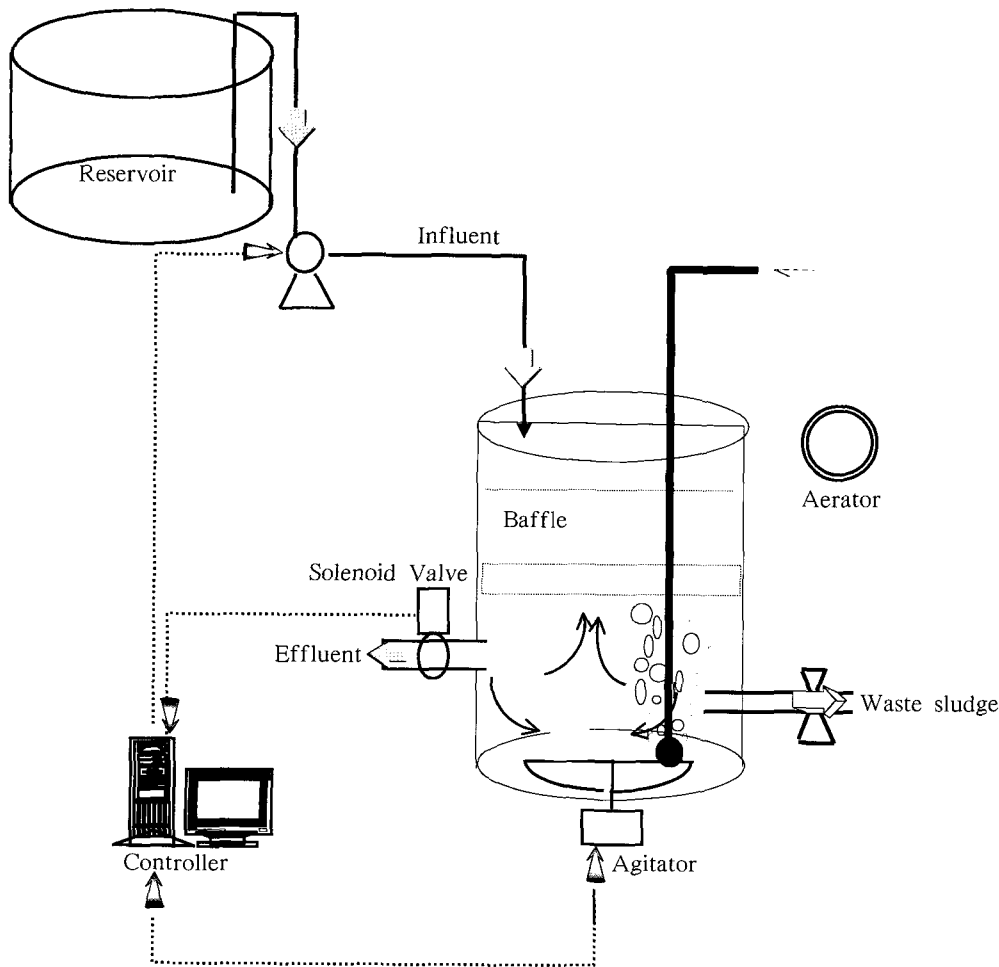 Reservoir
Influent
Aerator
Baffle
Solenoid Valve
Effluent
Waste sludge
Controller
Agitator